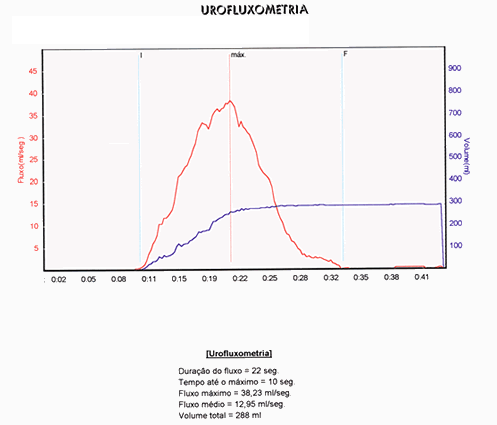 UROFLUXOMETRIA
I máx. F
45
40
35
30
25
20
15
10
5
Fluxo(ml/seg )
900
800
700
600
500
400
300
200
100
Volume(ml)
0:02 0:05 0:08 0:11 0:15 0:19 0:22 0:25 0:28 0:32 0:35 0:38 0:41
[Urofluxometria]
Duração do fluxo = 22 seg.
Tempo até o máximo = 10 seg.
Fluxo máximo = 38,23 ml/seg.
Fluxo médio = 12,95 ml/seg.
Volume total = 288 ml